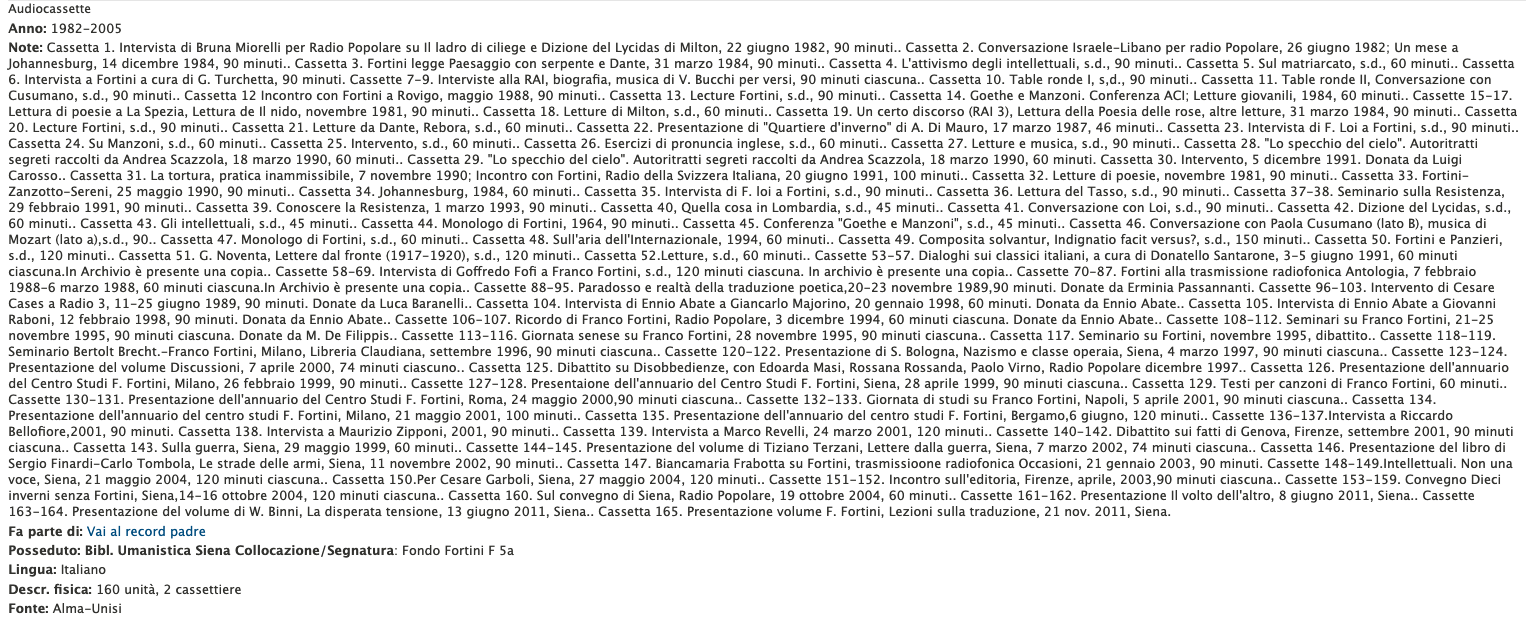 Audiocassette
Anno: 1982-2005
Note: Cassetta 1. Intervista di Bruna Miorelli per Radio Popolare su Il ladro di ciliege e Dizione del Lycidas di Milton, 22 giugno 1982, 90 minuti.. Cassetta 2. Conversazione Israele-Libano per radio Popolare, 26 giugno 1982; Un mese a
Johannesburg, 14 dicembre 1984, 90 minuti.. Cassetta 3. Fortini legge Paesaggio con serpente e Dante, 31 marzo 1984, 90 minuti.. Cassetta 4. L'attivismo degli intellettuali, s.d., 90 minuti.. Cassetta 5. Sul matriarcato, s.d., 60 minuti.. Cassetta
6. Intervista a Fortini a cura di G. Turchetta, 90 minuti. Cassette 7-9. Interviste alla RAI, biografia, musica di V. Bucchi per versi, 90 minuti ciascuna.. Cassetta 10. Table ronde I, s,d., 90 minuti.. Cassetta 11. Table ronde II, Conversazione con
Cusumano, s.d., 90 minuti.. Cassetta 12 Incontro con Fortini a Rovigo, maggio 1988, 90 minuti.. Cassetta 13. Lecture Fortini, s.d., 90 minuti.. Cassetta 14. Goethe e Manzoni. Conferenza ACI; Letture giovanili, 1984, 60 minuti.. Cassette 15-17.
Lettura di poesie a La Spezia, Lettura de Il nido, novembre 1981, 90 minuti.. Cassetta 18. Letture di Milton, s.d., 60 minuti.. Cassetta 19. Un certo discorso (RAI 3), Lettura della Poesia delle rose, altre letture, 31 marzo 1984, 90 minuti.. Cassetta
20. Lecture Fortini, s.d., 90 minuti.. Cassetta 21. Letture da Dante, Rebora, s.d., 60 minuti.. Cassetta 22. Presentazione di "Quartiere d'inverno" di A. Di Mauro, 17 marzo 1987, 46 minuti.. Cassetta 23. Intervista di F. Loi a Fortini, s.d., 90 minuti..
Cassetta 24. Su Manzoni, s.d., 60 minuti.. Cassetta 25. Intervento, s.d., 60 minuti.. Cassetta 26. Esercizi di pronuncia inglese, s.d., 60 minuti.. Cassetta 27. Letture e musica, s.d., 90 minuti.. Cassetta 28. "Lo specchio del cielo". Autoritratti
segreti raccolti da Andrea Scazzola, 18 marzo 1990, 60 minuti.. Cassetta 29. "Lo specchio del cielo". Autoritratti segreti raccolti da Andrea Scazzola, 18 marzo 1990, 60 minuti. Cassetta 30. Intervento, 5 dicembre 1991. Donata da Luigi
Carosso.. Cassetta 31. La tortura, pratica inammissibile, 7 novembre 1990; Incontro con Fortini, Radio della Svizzera Italiana, 20 giugno 1991, 100 minuti.. Cassetta 32. Letture di poesie, novembre 1981, 90 minuti.. Cassetta 33. Fortini-
Zanzotto-Sereni, 25 maggio 1990, 90 minuti.. Cassetta 34. Johannesburg, 1984, 60 minuti.. Cassetta 35. Intervista di F. loi a Fortini, s.d., 90 minuti.. Cassetta 36. Lettura del Tasso, s.d., 90 minuti.. Cassetta 37-38. Seminario sulla Resistenza,
29 febbraio 1991, 90 minuti.. Cassetta 39. Conoscere la Resistenza, 1 marzo 1993, 90 minuti.. Cassetta 40, Quella cosa in Lombardia, s.d., 45 minuti.. Cassetta 41. Conversazione con Loi, s.d., 90 minuti.. Cassetta 42. Dizione del Lycidas, s.d.,
60 minuti.. Cassetta 43. Gli intellettuali, s.d., 45 minuti.. Cassetta 44. Monologo di Fortini, 1964, 90 minuti.. Cassetta 45. Conferenza "Goethe e Manzoni", s.d., 45 minuti.. Cassetta 46. Conversazione con Paola Cusumano (lato B), musica di
Mozart (lato a),s.d., 90.. Cassetta 47. Monologo di Fortini, s.d., 60 minuti.. Cassetta 48. Sull'aria dell'Internazionale, 1994, 60 minuti.. Cassetta 49. Composita solvantur, Indignatio facit versus?, s.d., 150 minuti.. Cassetta 50. Fortini e Panzieri,
s.d., 120 minuti.. Cassetta 51. G. Noventa, Lettere dal fronte (1917-1920), s.d., 120 minuti.. Cassetta 52.Letture, s.d., 60 minuti.. Cassette 53-57. Dialoghi sui classici italiani, a cura di Donatello Santarone, 3-5 giugno 1991, 60 minuti
ciascuna.In Archivio è presente una copia.. Cassette 58-69. Intervista di Goffredo Fofi a Franco Fortini, s.d., 120 minuti ciascuna. In archivio è presente una copia.. Cassette 70-87. Fortini alla trasmissione radiofonica Antologia, 7 febbraio
1988-6 marzo 1988, 60 minuti ciascuna.In Archivio è presente una copia.. Cassette 88-95. Paradosso e realtà della traduzione poetica,20-23 novembre 1989,90 minuti. Donate da Erminia Passannanti. Cassette 96-103. Intervento di Cesare
Cases a Radio 3, 11-25 giugno 1989, 90 minuti. Donate da Luca Baranelli.. Cassetta 104. Intervista di Ennio Abate a Giancarlo Majorino, 20 gennaio 1998, 60 minuti. Donata da Ennio Abate.. Cassetta 105. Intervista di Ennio Abate a Giovanni
Raboni, 12 febbraio 1998, 90 minuti. Donata da Ennio Abate.. Cassette 106-107. Ricordo di Franco Fortini, Radio Popolare, 3 dicembre 1994, 60 minuti ciascuna. Donate da Ennio Abate.. Cassette 108-112. Seminari su Franco Fortini, 21-25
novembre 1995, 90 minuti ciascuna. Donate da M. De Filippis.. Cassette 113-116. Giornata senese su Franco Fortini, 28 novembre 1995, 90 minuti ciascuna.. Cassetta 117. Seminario su Fortini, novembre 1995, dibattito.. Cassette 118-119.
Seminario Bertolt Brecht.-Franco Fortini, Milano, Libreria Claudiana, settembre 1996, 90 minuti ciascuna.. Cassette 120-122. Presentazione di S. Bologna, Nazismo e classe operaia, Siena, 4 marzo 1997, 90 minuti ciascuna.. Cassette 123-124.
Presentazione del volume Discussioni, 7 aprile 2000, 74 minuti ciascuno.. Cassetta 125. Dibattito su Disobbedienze, con Edoarda Masi, Rossana Rossanda, Paolo Virno, Radio Popolare dicembre 1997.. Cassetta 126. Presentazione dell'annuario
del Centro Studi F. Fortini, Milano, 26 febbraio 1999, 90 minuti.. Cassette 127-128. Presentaione dell'annuario del Centro Studi F. Fortini, Siena, 28 aprile 1999, 90 minuti ciascuna.. Cassetta 129. Testi per canzoni di Franco Fortini, 60 minuti..
Cassette 130-131. Presentazione dell'annuario del Centro Studi F. Fortini, Roma, 24 maggio 2000,90 minuti ciascuna.. Cassette 132-133. Giornata di studi su Franco Fortini, Napoli, 5 aprile 2001, 90 minuti ciascuna.. Cassetta 134.
Presentazione dell'annuario del centro studi F. Fortini, Milano, 21 maggio 2001, 100 minuti.. Cassetta 135. Presentazione dell'annuario del centro studi F. Fortini, Bergamo,6 giugno, 120 minuti.. Cassette 136-137.Intervista a Riccardo
Bellofiore,2001, 90 minuti. Cassetta 138. Intervista a Maurizio Zipponi, 2001, 90 minuti.. Cassetta 139. Intervista a Marco Revelli, 24 marzo 2001, 120 minuti.. Cassette 140-142. Dibattito sui fatti di Genova, Firenze, settembre 2001, 90 minuti
ciascuna.. Cassetta 143. Sulla guerra, Siena, 29 maggio 1999, 60 minuti.. Cassette 144-145. Presentazione del volume di Tiziano Terzani, Lettere dalla guerra, Siena, 7 marzo 2002, 74 minuti ciascuna.. Cassetta 146. Presentazione del libro di
Sergio Finardi-Carlo Tombola, Le strade delle armi, Siena, 11 novembre 2002, 90 minuti.. Cassetta 147. Biancamaria Frabotta su Fortini, trasmissioone radiofonica Occasioni, 21 gennaio 2003, 90 minuti. Cassette 148-149.Intellettuali. Non una
voce, Siena, 21 maggio 2004, 120 minuti ciascuna.. Cassetta 150.Per Cesare Garboli, Siena, 27 maggio 2004, 120 minuti.. Cassette 151-152. Incontro sull'editoria, Firenze, aprile, 2003,90 minuti ciascuna.. Cassette 153-159. Convegno Dieci
inverni senza Fortini, Siena,14-16 ottobre 2004, 120 minuti ciascuna.. Cassetta 160. Sul convegno di Siena, Radio Popolare, 19 ottobre 2004, 60 minuti.. Cassette 161-162. Presentazione Il volto dell'altro, 8 giugno 2011, Siena.. Cassette
163-164. Presentazione del volume di W. Binni, La disperata tensione, 13 giugno 2011, Siena.. Cassetta 165. Presentazione volume F. Fortini, Lezioni sulla traduzione, 21 nov. 2011, Siena.
Fa parte di: Vai al record padre
Posseduto: Bibl. Umanistica Siena Collocazione/Segnatura: Fondo Fortini F 5a
Lingua: Italiano
Descr. fisica: 160 unità, 2 cassettiere
Fonte: Alma-Unisi